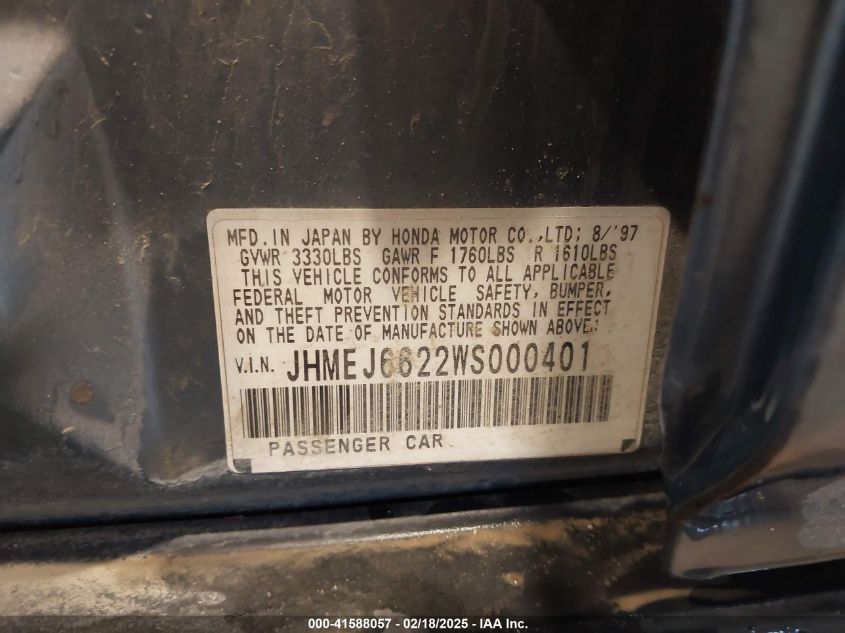 MFD. IN JAPAN BY HONDA MOTOR CO.,LTD; 8/'97
GVWR 3330LBS GAWR F 1760LBS R 1610LBS
THIS VEHICLE CONFORMS TO ALL APPLICABLE
FEDERAL MOTOR VEHICLE SAFETY, BUMPER,
AND THEFT PREVENTION STANDARDS IN EFFECT
ON THE DATE OF MANUFACTURE SHOWN ABOVE.
V.I.N. JHMEJ6622WS000401
PASSENGER CAR
000-41588057 - 02/18/2025 - IAA Inc.